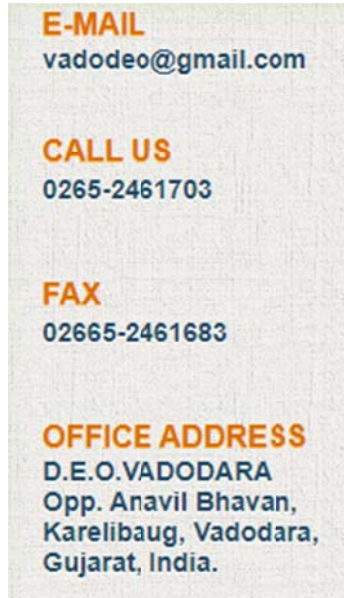 E-MAIL
vadodeo@gmail.com
CALL US
0265-2461703
FAX
02665-2461683
OFFICE ADDRESS
D.E.O.VADODARA
Opp. Anavil Bhavan,
Karelibaug, Vadodara,
Gujarat, India.